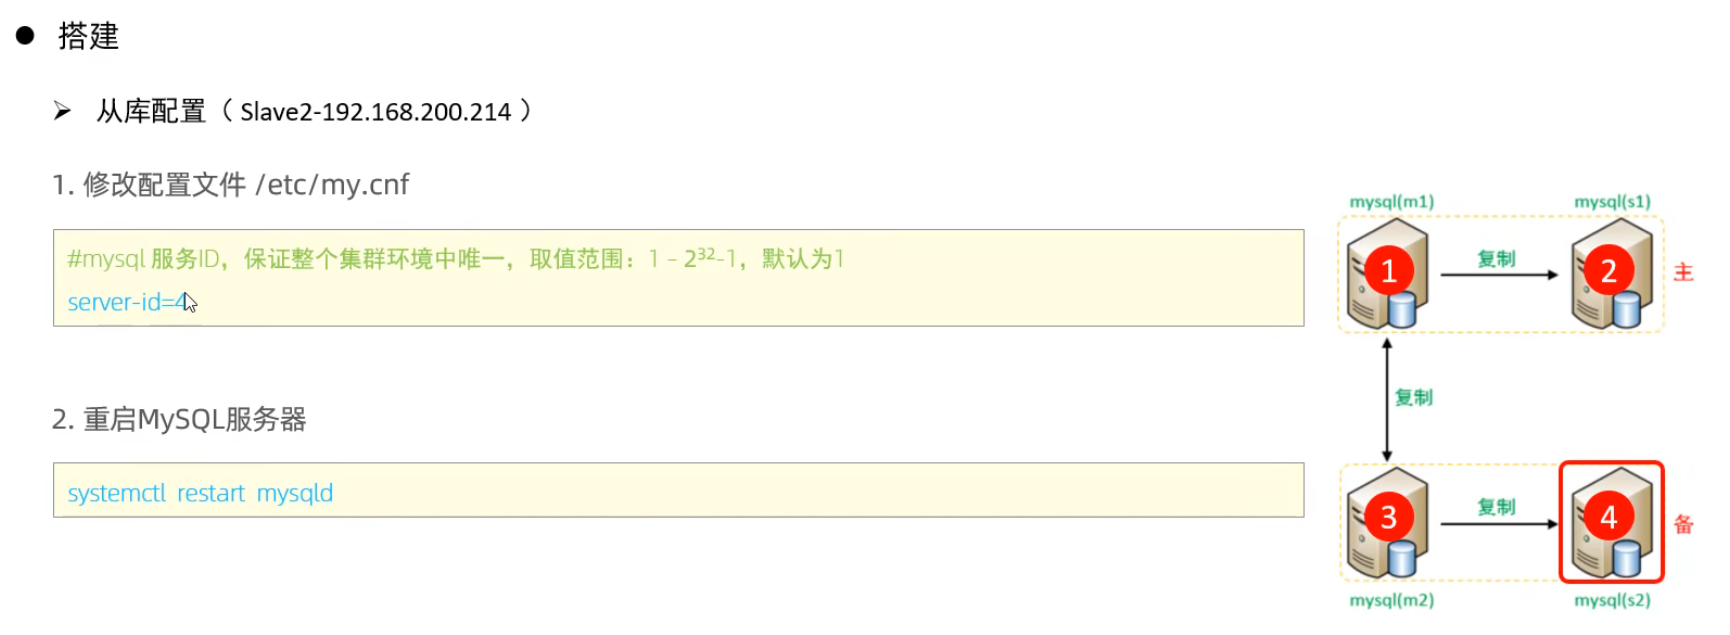 搭建
从库配置（ Slave2-192.168.200.214 ）
1. 修改配置文件 /etc/my.cnf
#mysql 服务ID，保证整个集群环境中唯一，取值范围：1 – 2³²-1，默认为1
server-id=4
2. 重启MySQL服务器
systemctl restart mysqld
mysql(m1)
mysql(s1)
1
复制
2
主
复制
3
复制
4
备
mysql(m2)
mysql(s2)